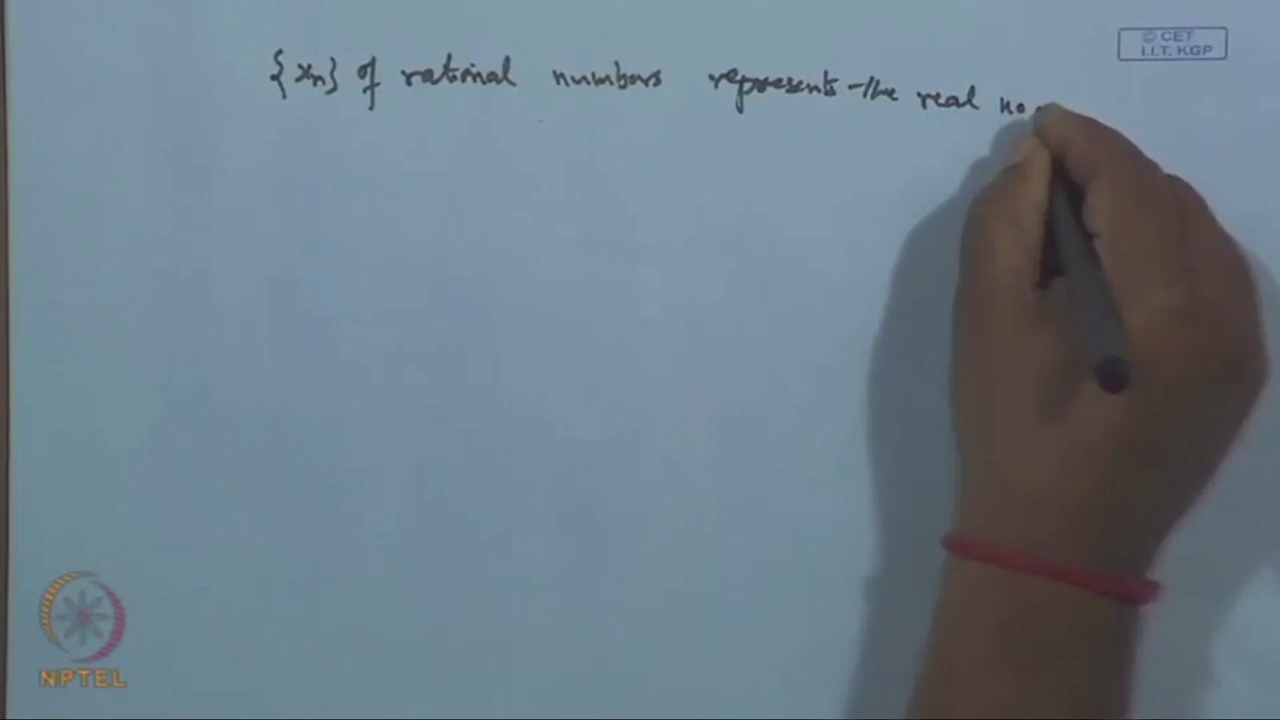 © CET
I.I.T. KGP
{xn} of rational numbers represents the real no
NPTEL